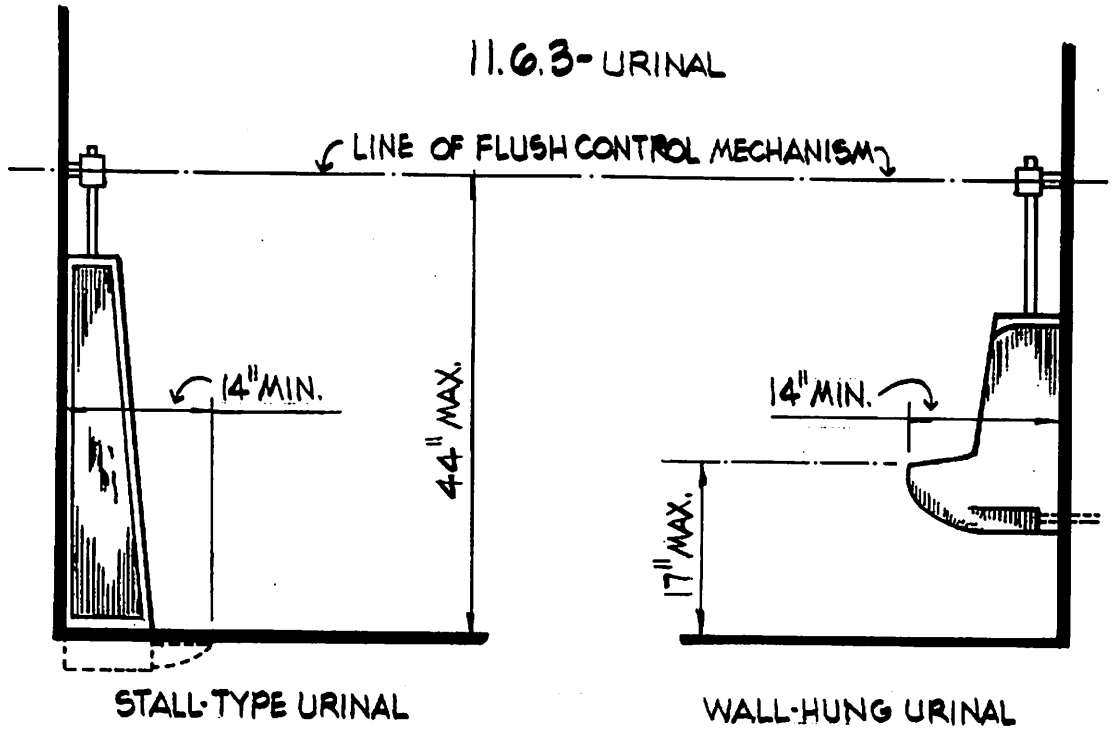 11.6.3- URINAL
LINE OF FLUSH CONTROL MECHANISM
14" MIN.
44" MAX.
14" MIN.
17" MAX.
STALL-TYPE URINAL
WALL-HUNG URINAL